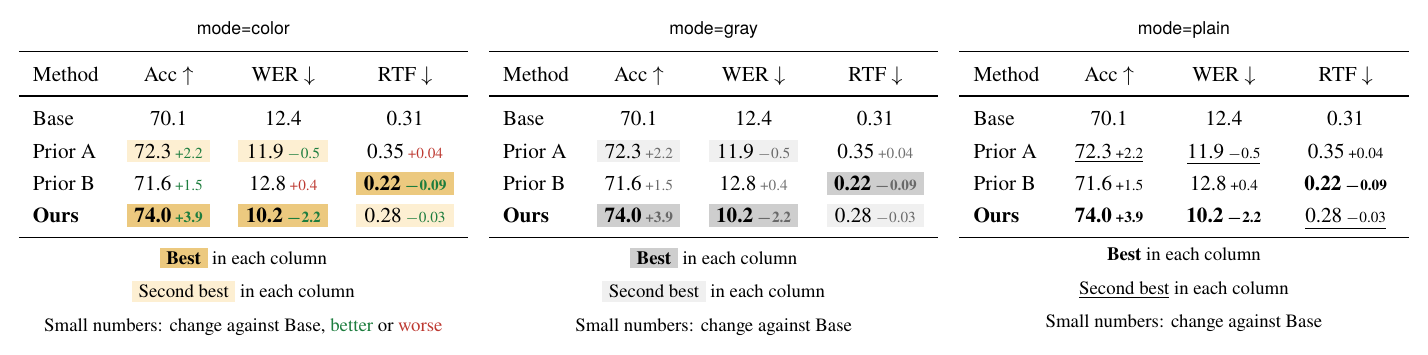 mode=color
Method Acc ↑ WER ↓ RTF ↓
Base 70.1 12.4 0.31
Prior A 72.3 +2.2 11.9 −0.5 0.35 +0.04
Prior B 71.6 +1.5 12.8 +0.4 0.22 −0.09
Ours 74.0 +3.9 10.2 −2.2 0.28 −0.03
Best in each column
Second best in each column
Small numbers: change against Base, better or worse
mode=gray
Method Acc ↑ WER ↓ RTF ↓
Base 70.1 12.4 0.31
Prior A 72.3 +2.2 11.9 −0.5 0.35 +0.04
Prior B 71.6 +1.5 12.8 +0.4 0.22 −0.09
Ours 74.0 +3.9 10.2 −2.2 0.28 −0.03
Best in each column
Second best in each column
Small numbers: change against Base
mode=plain
Method Acc ↑ WER ↓ RTF ↓
Base 70.1 12.4 0.31
Prior A 72.3 +2.2 11.9 −0.5 0.35 +0.04
Prior B 71.6 +1.5 12.8 +0.4 0.22 −0.09
Ours 74.0 +3.9 10.2 −2.2 0.28 −0.03
Best in each column
Second best in each column
Small numbers: change against Base